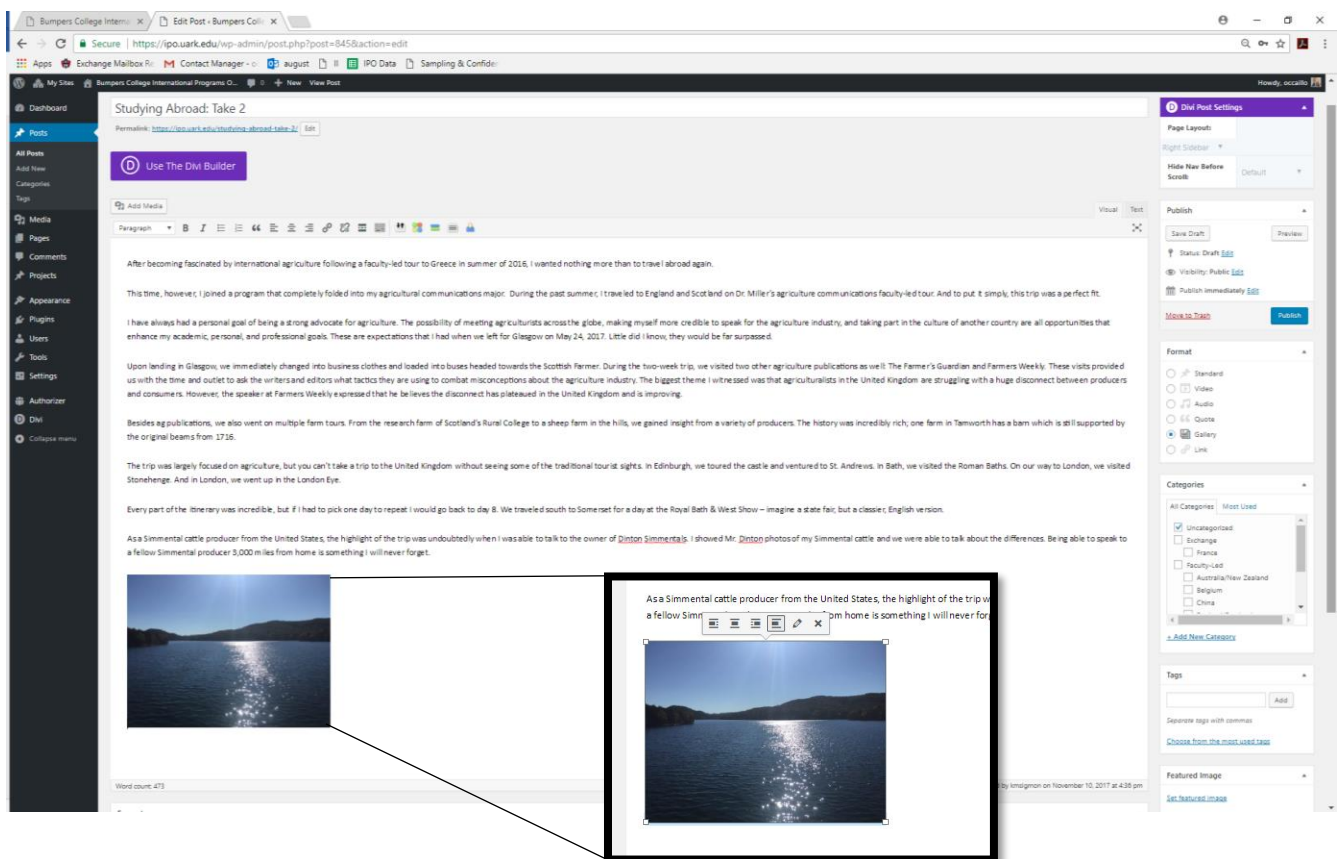 Bumpers College Interna
Edit Post ‹ Bumpers Coll
Secure | https://ipo.uark.edu/wp-admin/post.php?post=845&action=edit
Apps Exchange Mailbox Re Contact Manager - o august II IPO Data Sampling & Confide
My Sites Bumpers College International Programs O... 0 + New View Post
Howdy, occaillo
Dashboard
Posts
All Posts
Add New
Categories
Tags
Media
Pages
Comments
Projects
Appearance
Plugins
Users
Tools
Settings
Authorizer
Divi
Collapse menu
Studying Abroad: Take 2
Permalink: https://ipo.uark.edu/studying-abroad-take-2/ Edit
Use The Divi Builder
Add Media
Visual Text
Paragraph B I
After becoming fascinated by international agriculture following a faculty-led tour to Greece in summer of 2016, I wanted nothing more than to travel abroad again.
This time, however, I joined a program that completely folded into my agricultural communications major. During the past summer, I traveled to England and Scotland on Dr. Miller's agriculture communications faculty-led tour. And to put it simply, this trip was a perfect fit.
I have always had a personal goal of being a strong advocate for agriculture. The possibility of meeting agriculturists across the globe, making myself more credible to speak for the agriculture industry, and taking part in the culture of another country are all opportunities that
enhance my academic, personal, and professional goals. These are expectations that I had when we left for Glasgow on May 24, 2017. Little did I know, they would be far surpassed.
Upon landing in Glasgow, we immediately changed into business clothes and loaded into buses headed towards the Scottish Farmer. During the two-week trip, we visited two other agriculture publications as well: The Farmer's Guardian and Farmers Weekly. These visits provided
us with the time and outlet to ask the writers and editors what tactics they are using to combat misconceptions about the agriculture industry. The biggest theme I witnessed was that agriculturalists in the United Kingdom are struggling with a huge disconnect between producers
and consumers. However, the speaker at Farmers Weekly expressed that he believes the disconnect has plateaued in the United Kingdom and is improving.
Besides ag publications, we also went on multiple farm tours. From the research farm of Scotland's Rural College to a sheep farm in the hills, we gained insight from a variety of producers. The history was incredibly rich; one farm in Tamworth has a barn which is still supported by
the original beams from 1716.
The trip was largely focused on agriculture, but you can't take a trip to the United Kingdom without seeing some of the traditional tourist sights. In Edinburgh, we toured the castle and ventured to St. Andrews. In Bath, we visited the Roman Baths. On our way to London, we visited
Stonehenge. And in London, we went up in the London Eye.
Every part of the itinerary was incredible, but if I had to pick one day to repeat I would go back to day 8. We traveled south to Somerset for a day at the Royal Bath & West Show – imagine a state fair, but a classier, English version.
As a Simmental cattle producer from the United States, the highlight of the trip was undoubtedly when I was able to talk to the owner of Dinton Simmentals. I showed Mr. Dinton photos of my Simmental cattle and we were able to talk about the differences. Being able to speak to
a fellow Simmental producer 3,000 miles from home is something I will never forget.
As a Simmental cattle producer from the United States, the highlight of the trip w
a fellow Simm om home is something I will never forg
Word count: 473
by kmsigmon on November 10, 2017 at 4:36 pm
Divi Post Settings
Page Layout:
Right Sidebar
Hide Nav Before
Scroll:
Default
Publish
Save Draft Preview
Status: Draft Edit
Visibility: Public Edit
Publish immediately Edit
Move to Trash Publish
Format
Standard
Video
Audio
Quote
Gallery
Link
Categories
All Categories Most Used
Uncategorized
Exchange
France
Faculty-Led
Australia/New Zealand
Belgium
China
+ Add New Category
Tags
Add
Separate tags with commas
Choose from the most used tags
Featured Image
Set featured image